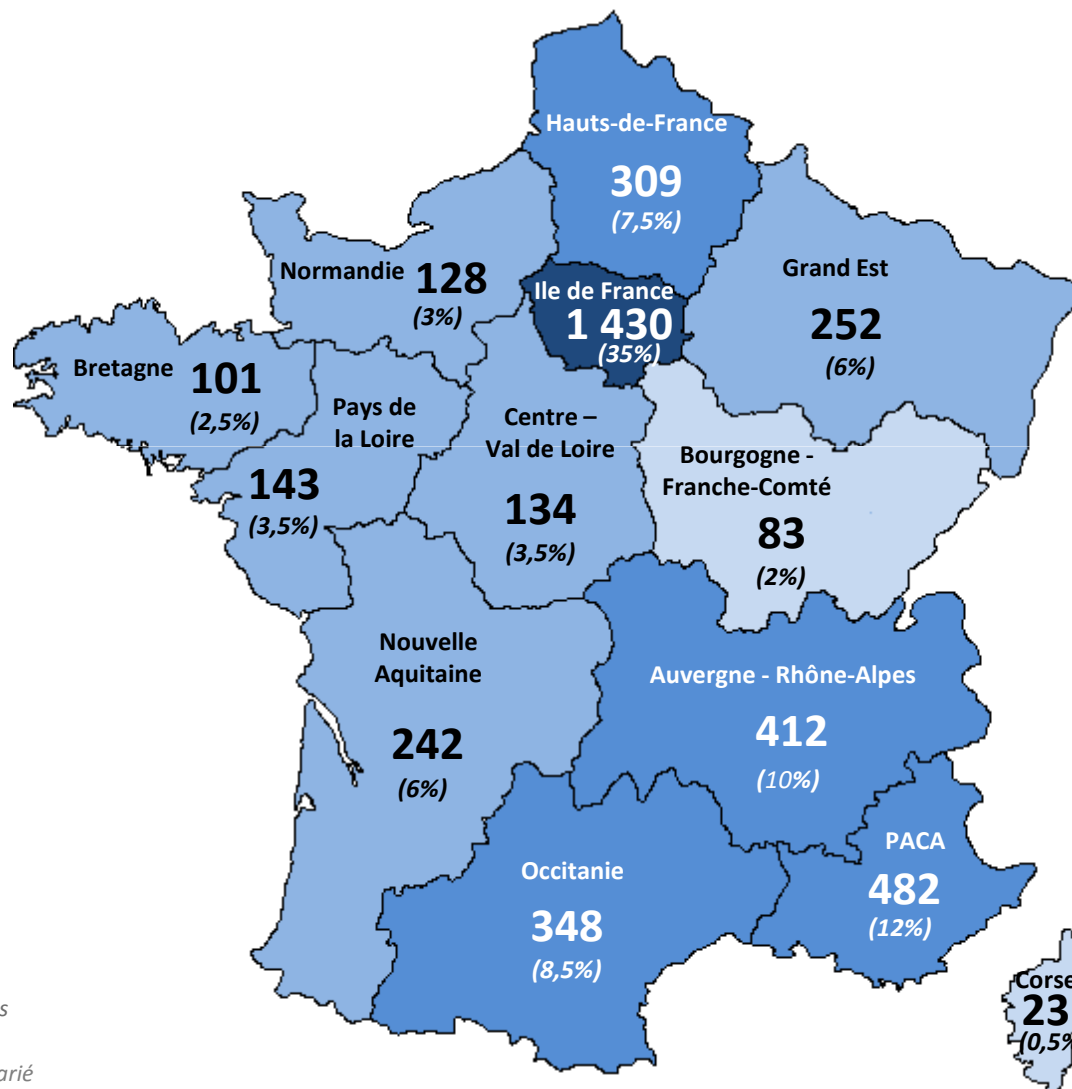 Hauts-de-France
309
(7,5%)
Normandie 128
(3%)
Ile de France
1 430
(35%)
Grand Est
252
(6%)
Bretagne 101
(2,5%)
Pays de
la Loire
143
(3,5%)
Centre –
Val de Loire
134
(3,5%)
Bourgogne -
Franche-Comté
83
(2%)
Nouvelle
Aquitaine
242
(6%)
Auvergne - Rhône-Alpes
412
(10%)
PACA
482
(12%)
Occitanie
348
(8,5%)
Corse
23
(0,5%